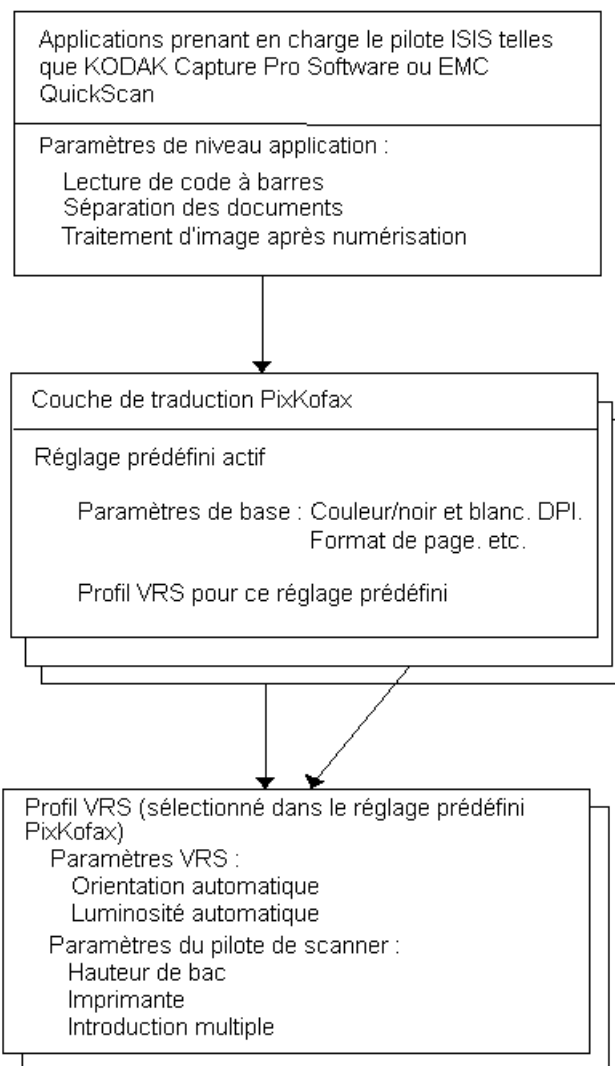 Applications prenant en charge le pilote ISIS telles
que KODAK Capture Pro Software ou EMC
QuickScan
Paramètres de niveau application :
Lecture de code à barres
Séparation des documents
Traitement d'image après numérisation
Couche de traduction PixKofax
Réglage prédéfini actif
Paramètres de base : Couleur/noir et blanc. DPI.
Format de page. etc.
Profil VRS pour ce réglage prédéfini
Profil VRS (sélectionné dans le réglage prédéfini
PixKofax)
Paramètres VRS :
Orientation automatique
Luminosité automatique
Paramètres du pilote de scanner :
Hauteur de bac
Imprimante
Introduction multiple